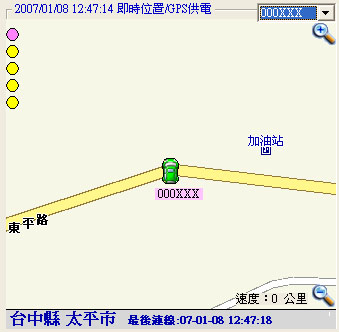 2007/01/08 12:47:14 即時位置/GPS供電
000XXX
加油站
000XXX
東平路
速度：0 公里
台中縣 太平市 最後連線:07-01-08 12:47:18